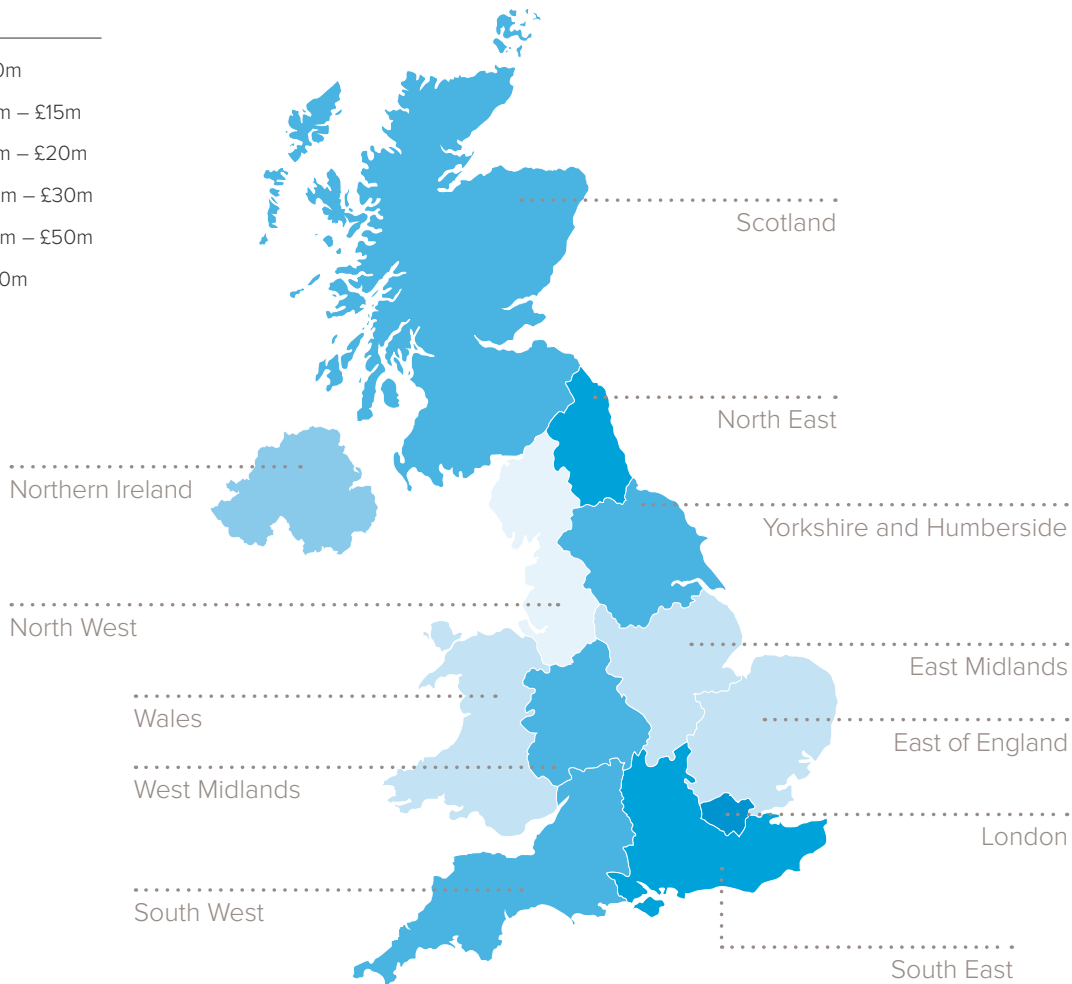 0m
m – £15m
m – £20m
m – £30m
m – £50m
0m
Scotland
North East
Northern Ireland
Yorkshire and Humberside
North West
East Midlands
Wales
East of England
West Midlands
London
South West
South East